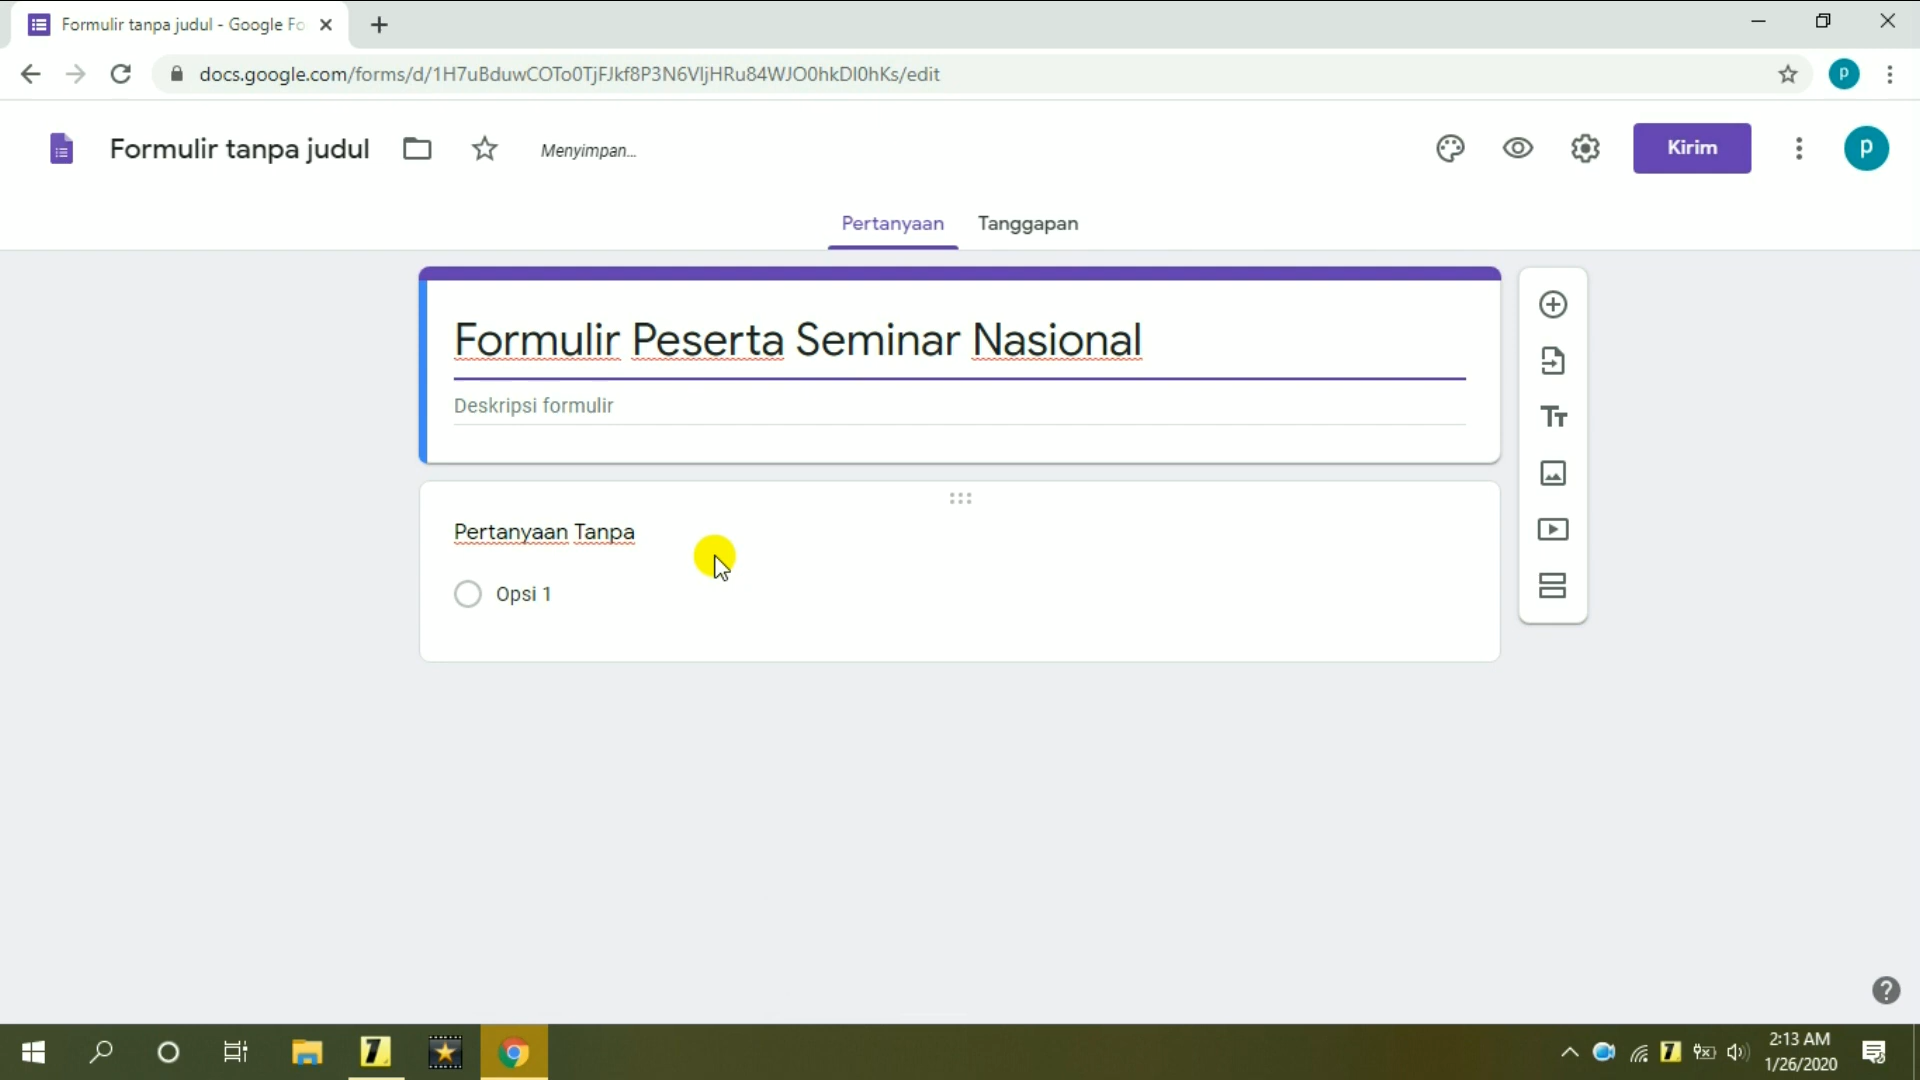 Formulir tanpa judul - Google Fo
docs.google.com/forms/d/1H7uBduwCOTo0TjFJkf8P3N6VljHRu84WJO0hkDl0hKs/edit
P
Formulir tanpa judul
Menyimpan...
Kirim
P
Pertanyaan
Tanggapan
Formulir Peserta Seminar Nasional
Deskripsi formulir
Pertanyaan Tanpa
Opsi 1
2:13 AM
1/26/2020